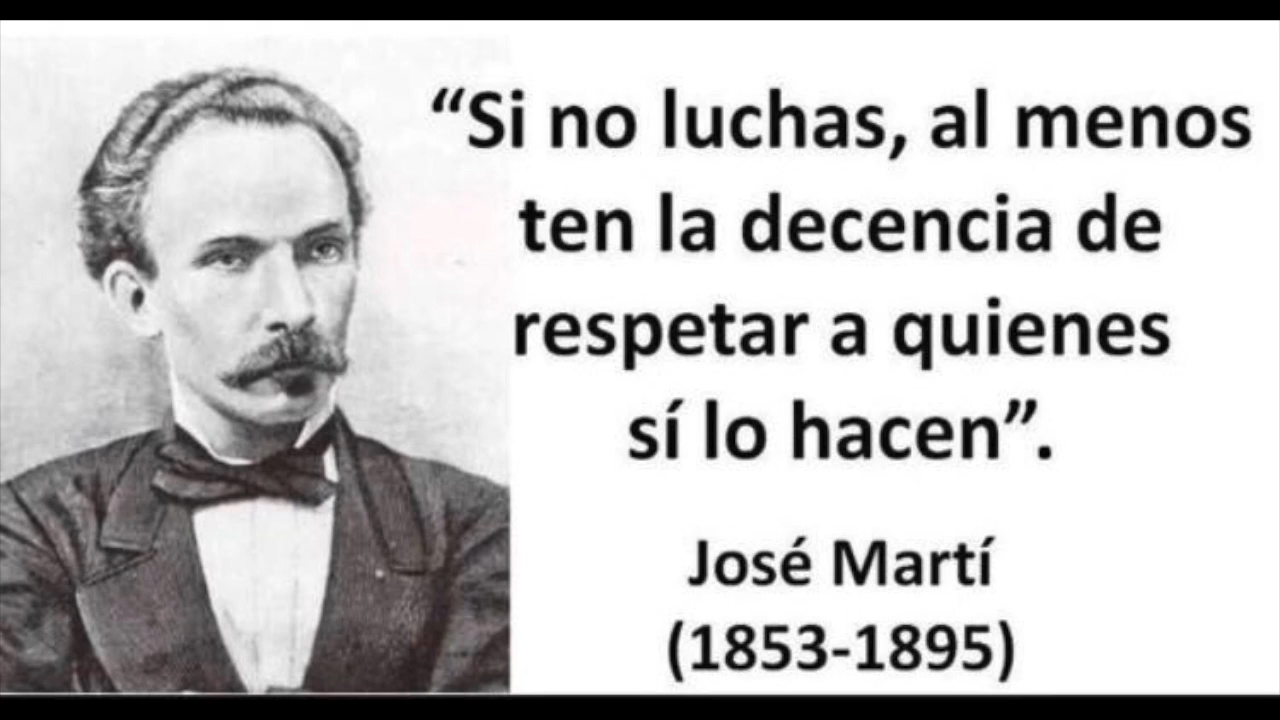 “Si no luchas, al menos
ten la decencia de
respetar a quienes
sí lo hacen”.
José Martí
(1853-1895)